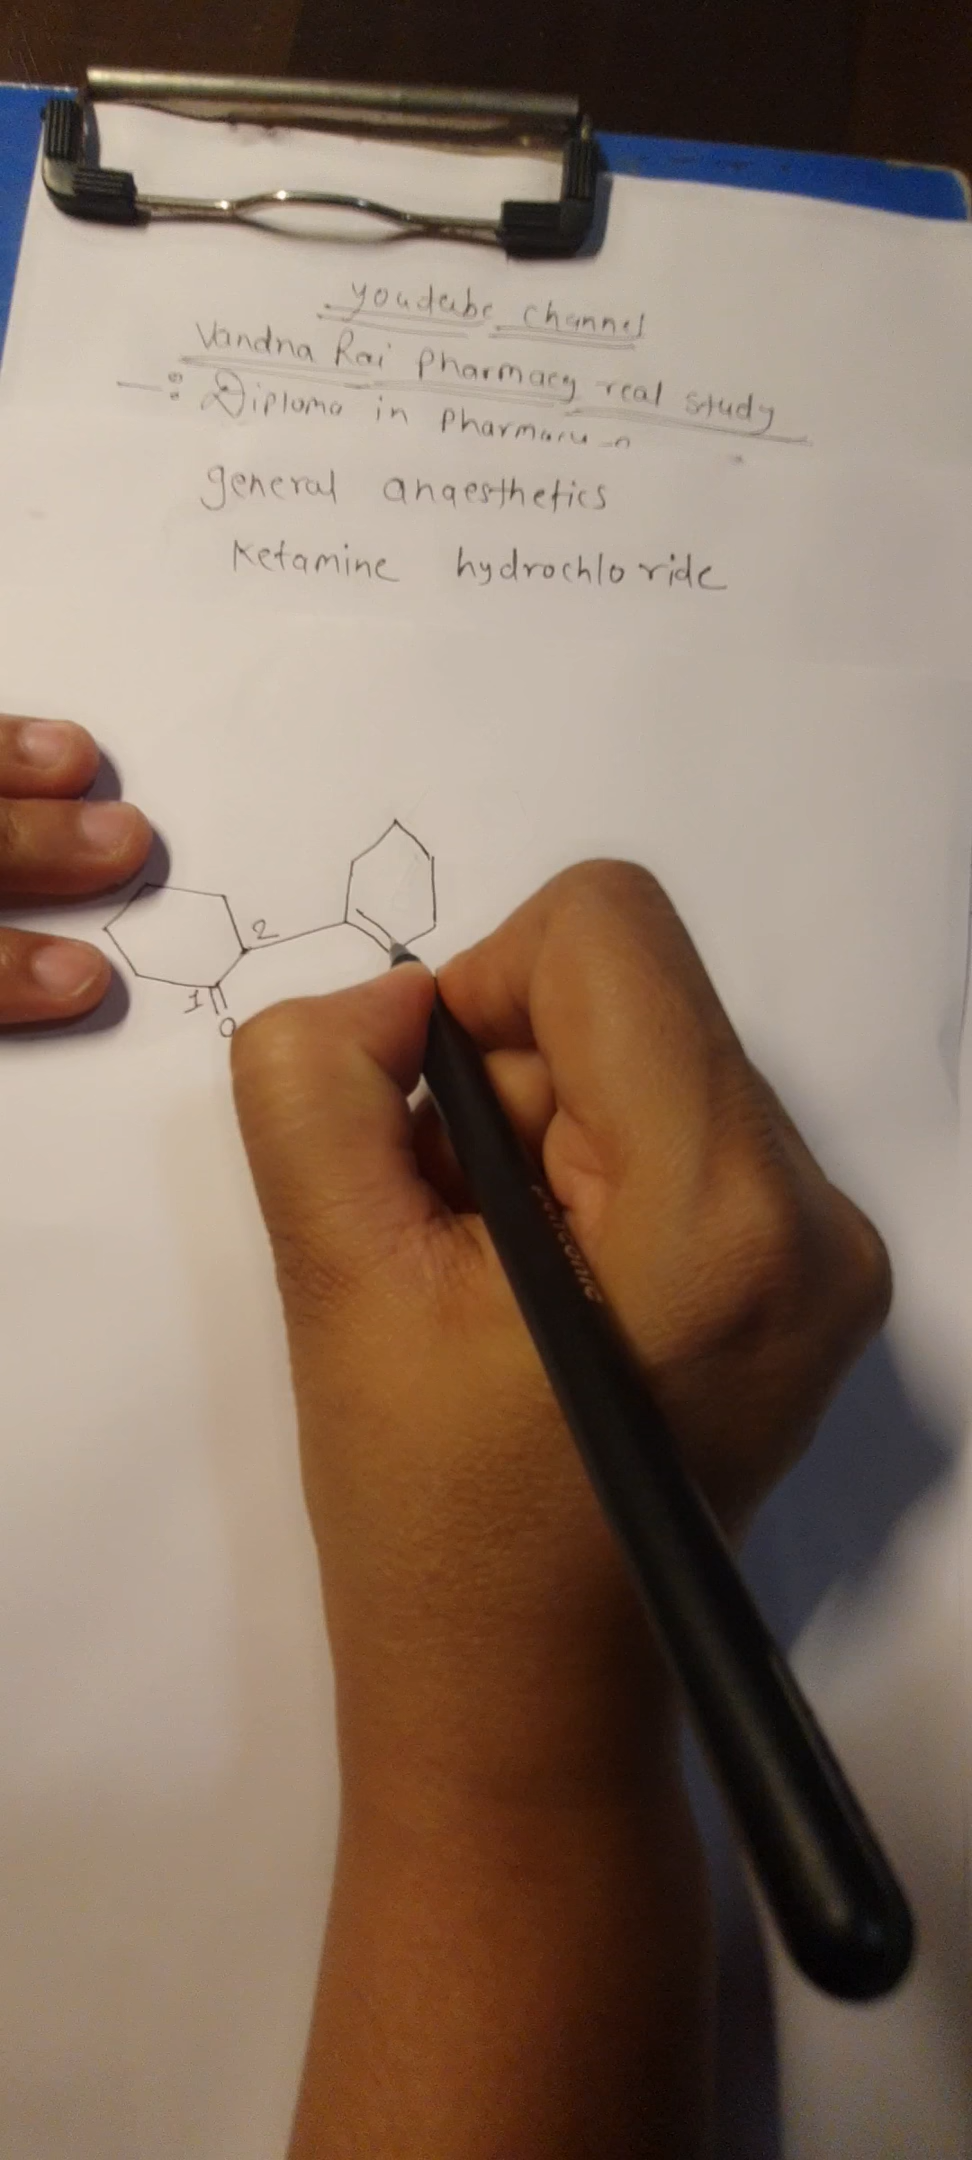 youtube channel
Vandna Rai Pharmacy real study
—: Diploma in Pharmacy
general anaesthetics
Ketamine hydrochloride
2
1
O